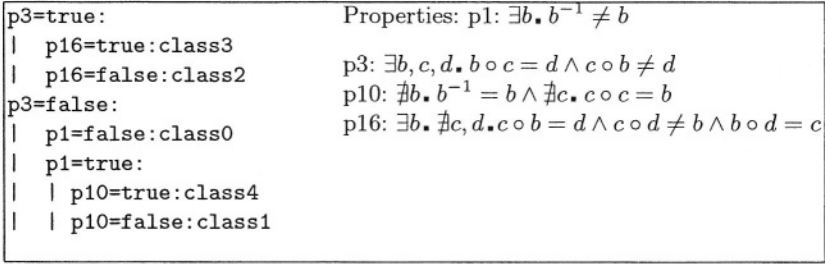 p3=true:
| p16=true:class3
| p16=false:class2
p3=false:
| p1=false:class0
| p1=true:
| | p10=true:class4
| | p10=false:class1
Properties: p1: ∃b. b⁻¹ ≠ b
p3: ∃b, c, d. b ∘ c = d ∧ c ∘ b ≠ d
p10: ∄b. b⁻¹ = b ∧ ∄c. c ∘ c = b
p16: ∃b. ∄c, d.c ∘ b = d ∧ c ∘ d ≠ b ∧ b ∘ d = c